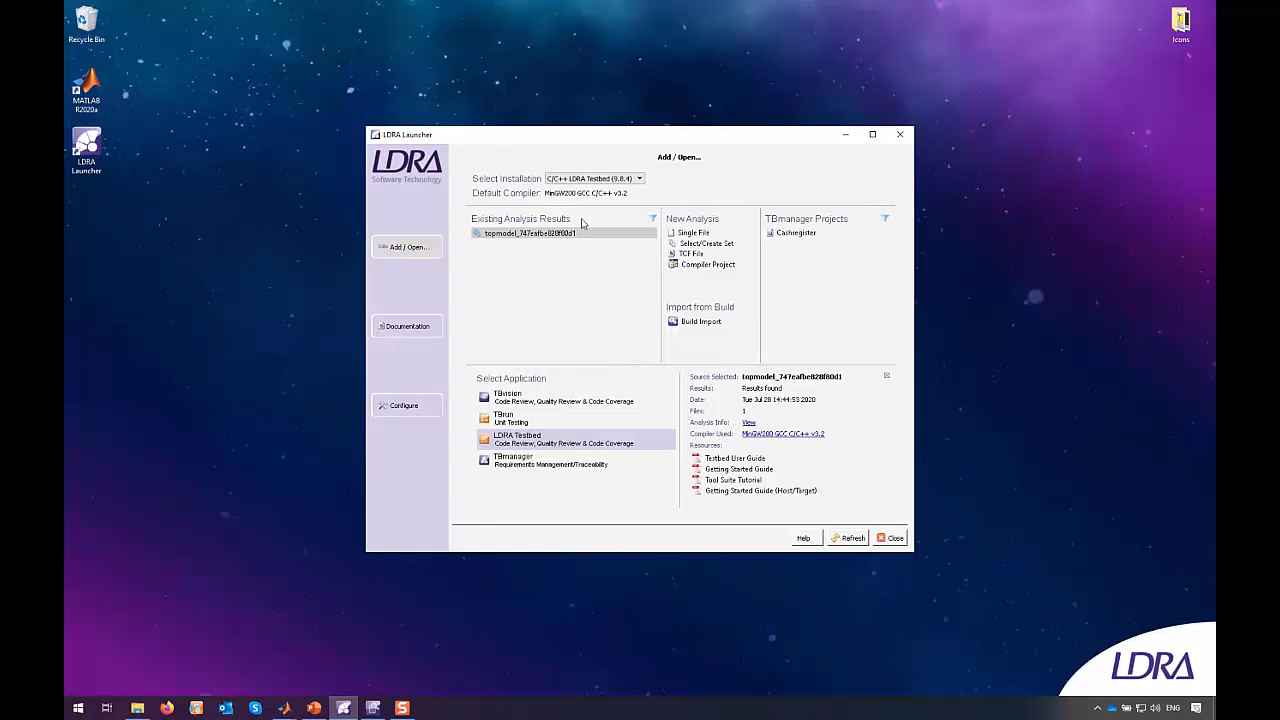 Recycle Bin
MATLAB
R2020a
LDRA
Launcher
Icons
LDRA Launcher
LDRA
Software Technology
Add / Open...
Documentation
Configure
Add / Open...
Select Installation C/C++ LDRA Testbed (9.8.4)
Default Compiler: MinGW200 GCC C/C++ v3.2
Existing Analysis Results
topmodel_747eafbe828f80d1
New Analysis
Single File
Select/Create Set
TCF File
Compiler Project
Import from Build
Build Import
TBmanager Projects
Cashregister
Select Application
TBvision
Code Review, Quality Review & Code Coverage
TBrun
Unit Testing
LDRA Testbed
Code Review, Quality Review & Code Coverage
TBmanager
Requirements Management/Traceability
Source Selected: topmodel_747eafbe828f80d1
Results: Results found
Date: Tue Jul 28 14:44:53 2020
Files: 1
Analysis Info: View
Compiler Used: MinGW200 GCC C/C++ v3.2
Resources:
Testbed User Guide
Getting Started Guide
Tool Suite Tutorial
Getting Started Guide (Host/Target)
Help
Refresh
Close
LDRA
ENG